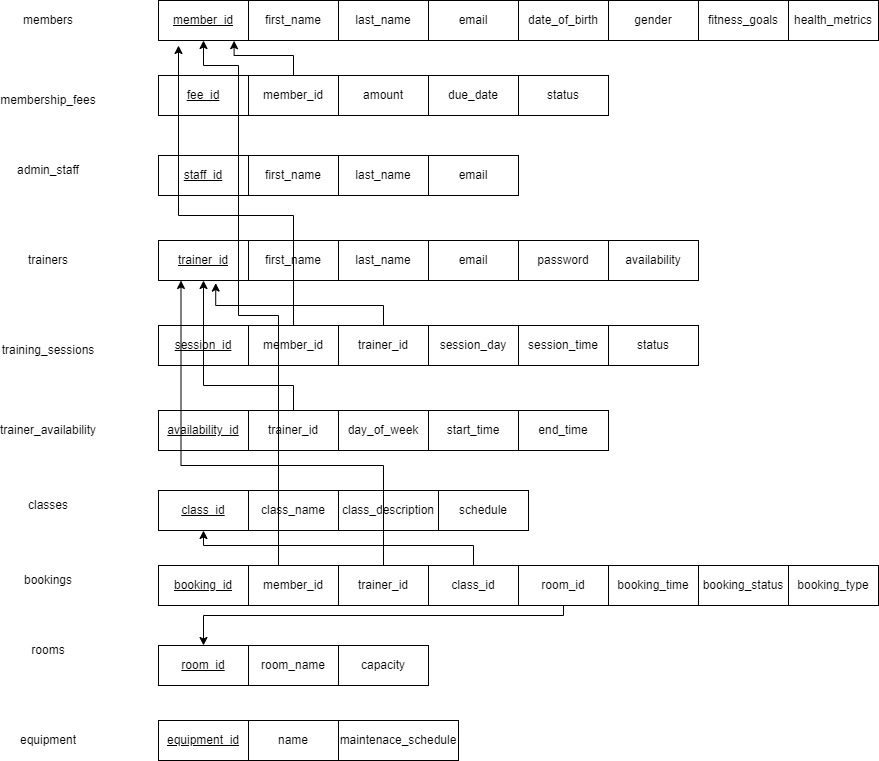 members member_id first_name last_name email date_of_birth gender fitness_goals health_metrics
membership_fees fee_id member_id amount due_date status
admin_staff staff_id first_name last_name email
trainers trainer_id first_name last_name email password availability
training_sessions session_id member_id trainer_id session_day session_time status
trainer_availability availability_id trainer_id day_of_week start_time end_time
classes class_id class_name class_description schedule
bookings booking_id member_id trainer_id class_id room_id booking_time booking_status booking_type
rooms room_id room_name capacity
equipment equipment_id name maintenace_schedule